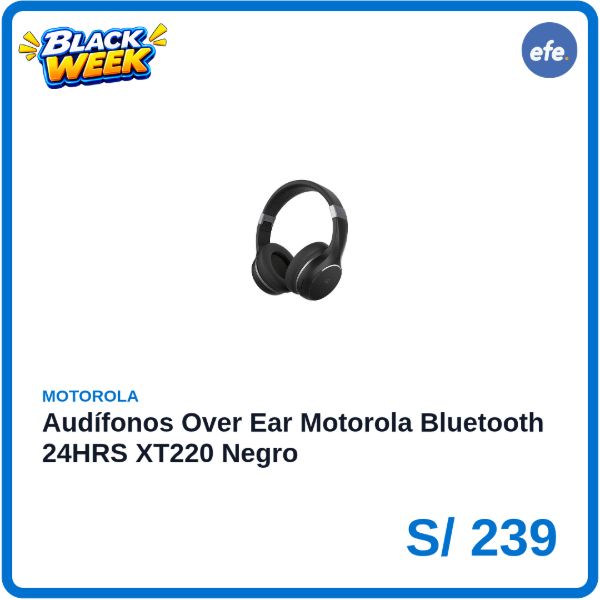 BLACK
WEEK
efe.
MOTOROLA
Audífonos Over Ear Motorola Bluetooth
24HRS XT220 Negro
S/ 239